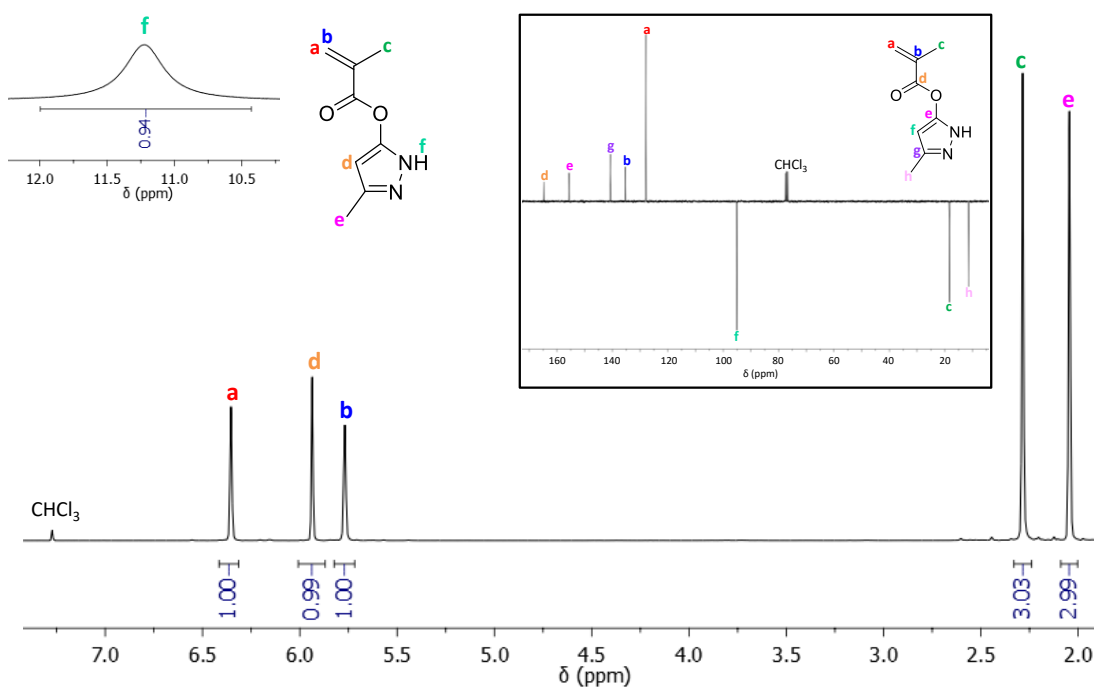 f
0.94
12.0 11.5 11.0 10.5
δ (ppm)
b
a
c
O
O
d
NH
f
N
e
a
a
b
c
d
O
O
e
f
NH
g
N
h
d
e
g
b
CHCl3
f
c
h
160 140 120 100 80 60 40 20
δ (ppm)
c
e
a
d
b
CHCl3
1.00
0.99
1.00
3.03
2.99
7.0 6.5 6.0 5.5 5.0 4.5 4.0 3.5 3.0 2.5 2.0
δ (ppm)